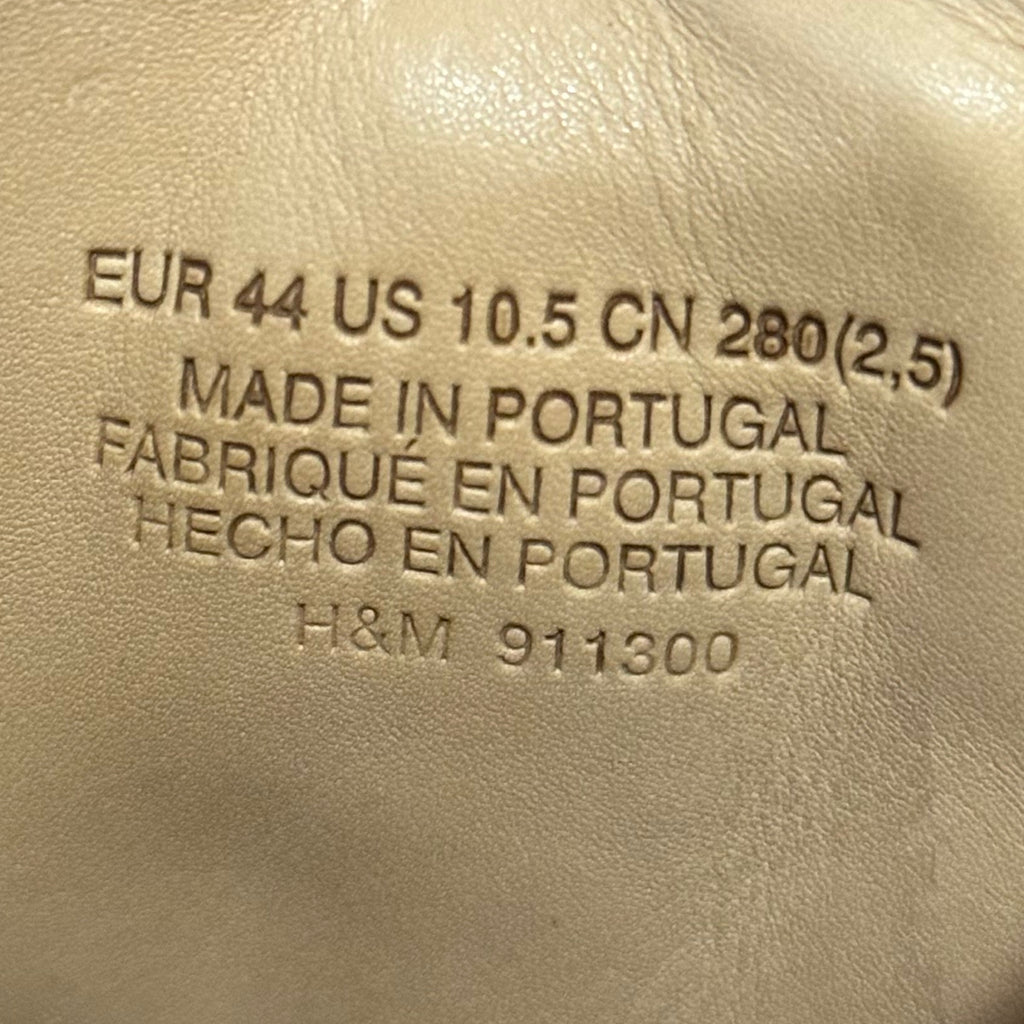 EUR 44 US 10.5 CN 280(2,5)
MADE IN PORTUGAL
FABRIQUÉ EN PORTUGAL
HECHO EN PORTUGAL
H&M 911300